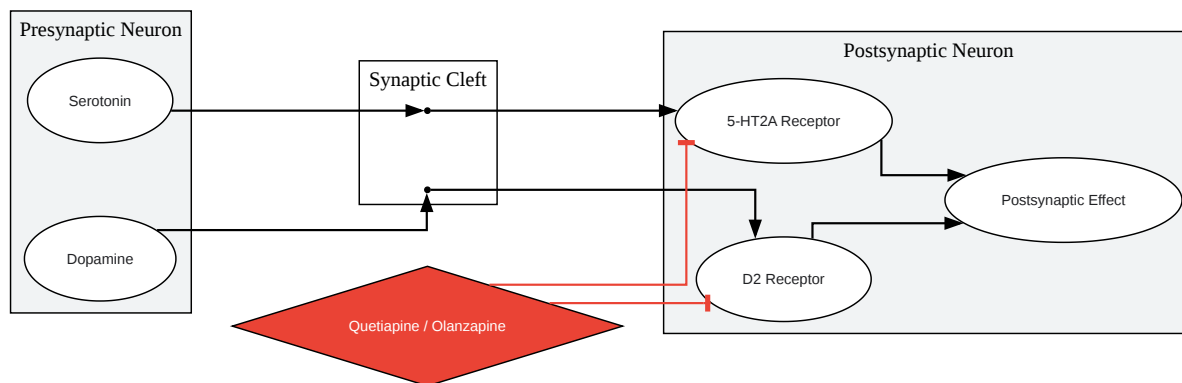 Presynaptic Neuron
Serotonin
Dopamine
Synaptic Cleft
Quetiapine / Olanzapine
Postsynaptic Neuron
5-HT2A Receptor
D2 Receptor
Postsynaptic Effect